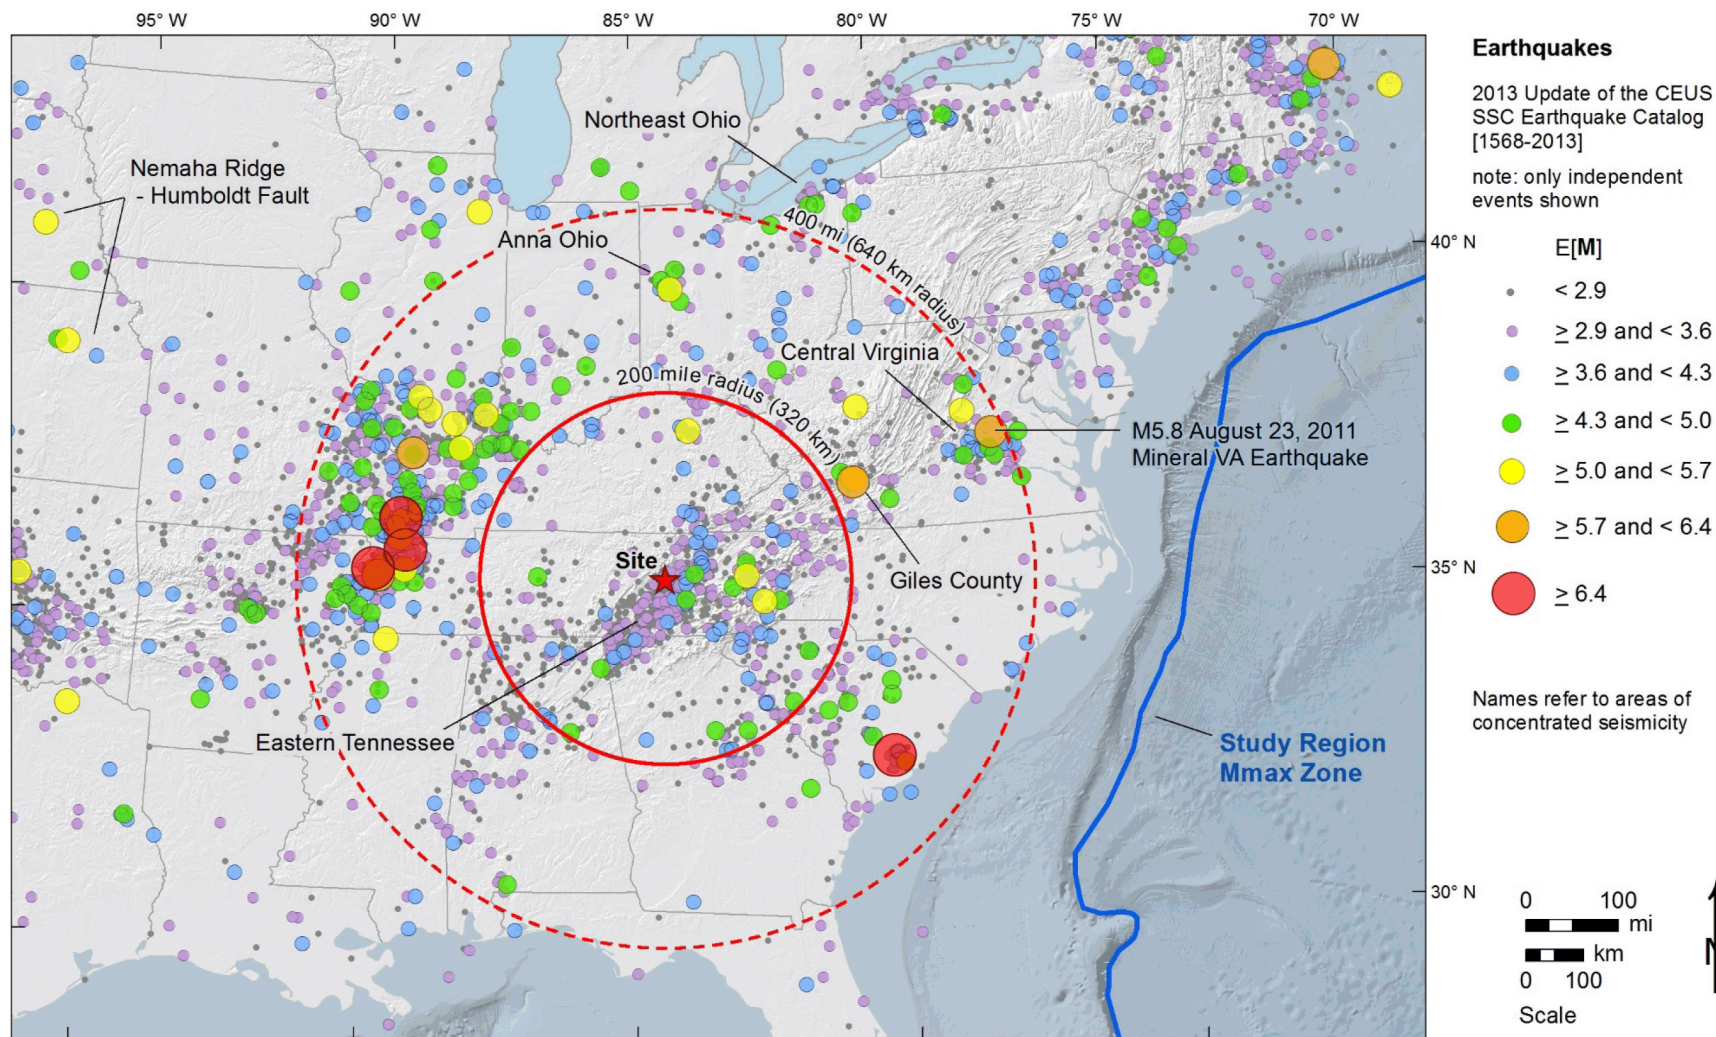 95° W
90° W
85° W
80° W
75° W
70° W
Earthquakes
2013 Update of the CEUS
SSC Earthquake Catalog
[1568-2013]
note: only independent
events shown
E[M]
< 2.9
≥ 2.9 and < 3.6
≥ 3.6 and < 4.3
≥ 4.3 and < 5.0
≥ 5.0 and < 5.7
≥ 5.7 and < 6.4
≥ 6.4
Names refer to areas of
concentrated seismicity
40° N
35° N
30° N
Northeast Ohio
Nemaha Ridge
- Humboldt Fault
Anna Ohio
400 mi (640 km radius)
Central Virginia
200 mile radius (320 km)
M5.8 August 23, 2011
Mineral VA Earthquake
Site
Giles County
Eastern Tennessee
Study Region
Mmax Zone
0 100
mi
km
0 100
Scale
N